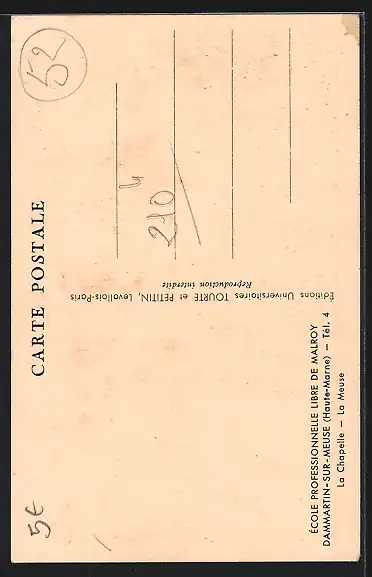 CARTE POSTALE
ÉCOLE PROFESSIONNELLE LIBRE DE MALROY
DAMMARTIN-SUR-MEUSE (Haute-Marne) — Tél. 4
La Chapelle — La Meuse
Éditions Universitaires TOURTE et PETITIN, Levallois-Paris
Reproduction interdite
52
210
5€